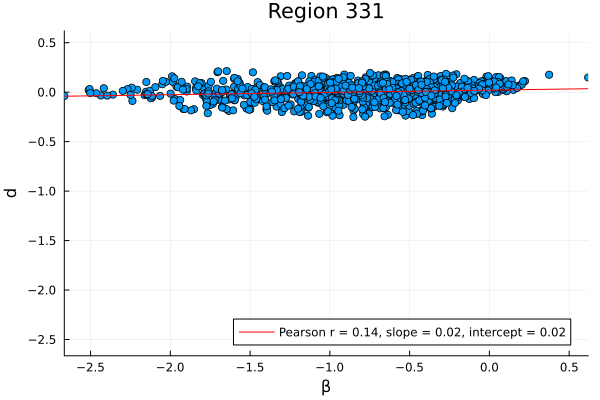 Region 331
0.5
0.0
−0.5
−1.0
−1.5
−2.0
−2.5
d
Pearson r = 0.14, slope = 0.02, intercept = 0.02
−2.5 −2.0 −1.5 −1.0 −0.5 0.0 0.5
β